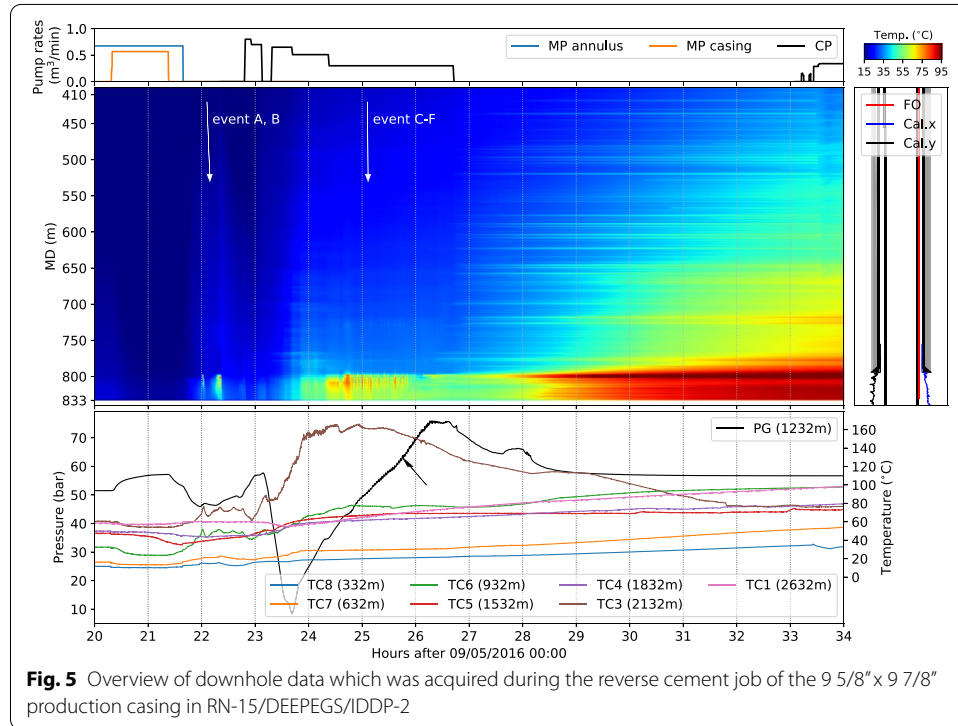 Pump rates
(m³/min)
1.0
0.5
0.0
MP annulus
MP casing
CP
Temp. (°C)
15 35 55 75 95
MD (m)
410
450
500
550
600
650
700
750
800
833
event A, B
event C-F
FO
Cal.x
Cal.y
Pressure (bar)
70
60
50
40
30
20
10
PG (1232m)
Temperature (°C)
160
140
120
100
80
60
40
20
0
TC8 (332m)
TC7 (632m)
TC6 (932m)
TC5 (1532m)
TC4 (1832m)
TC3 (2132m)
TC1 (2632m)
20 21 22 23 24 25 26 27 28 29 30 31 32 33 34
Hours after 09/05/2016 00:00
Fig. 5 Overview of downhole data which was acquired during the reverse cement job of the 9 5/8” x 9 7/8”
production casing in RN-15/DEEPEGS/IDDP-2